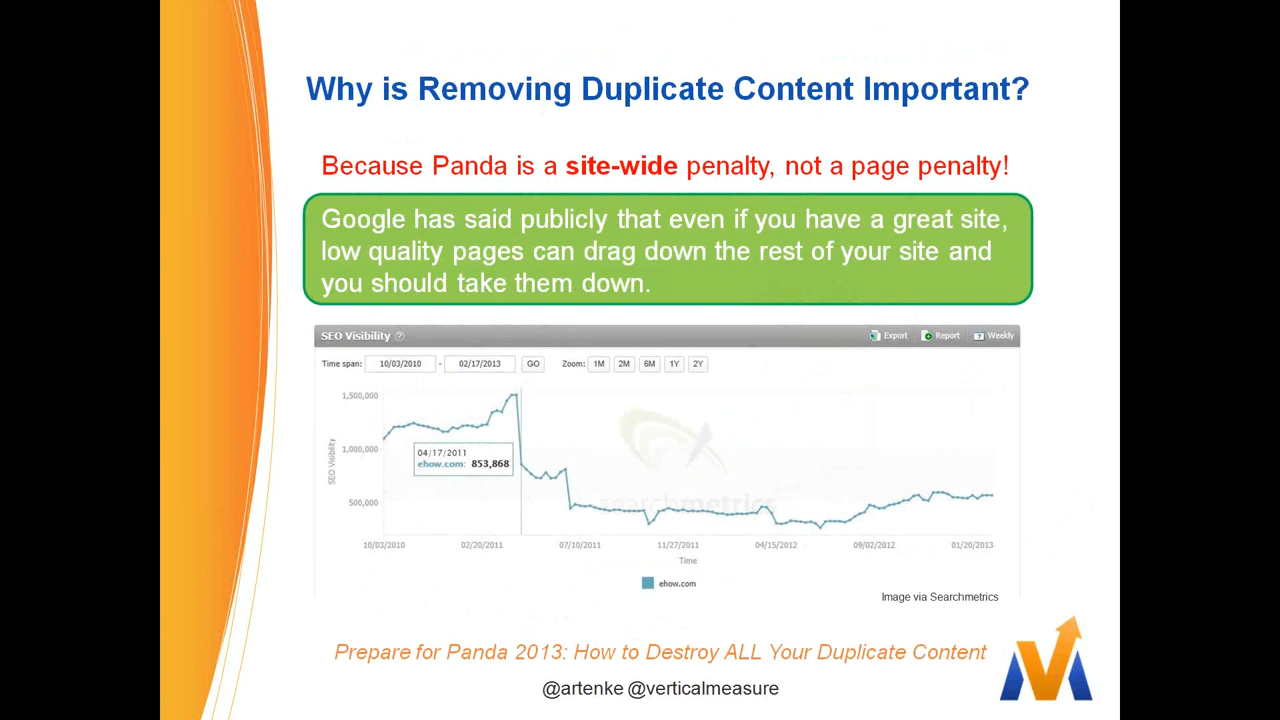 Why is Removing Duplicate Content Important?
Because Panda is a site-wide penalty, not a page penalty!
Google has said publicly that even if you have a great site,
low quality pages can drag down the rest of your site and
you should take them down.
SEO Visibility ?
Export Report Weekly
Time span: 10/03/2010 - 02/17/2013 GO Zoom: 1M 2M 6M 1Y 2Y
1,500,000
1,000,000
500,000
SEO Visibility
04/17/2011
ehow.com: 853,868
searchmetrics
10/03/2010 02/20/2011 07/10/2011 11/27/2011 04/15/2012 09/02/2012 01/20/2013
Time
ehow.com
Image via Searchmetrics
Prepare for Panda 2013: How to Destroy ALL Your Duplicate Content
@artenke @verticalmeasure